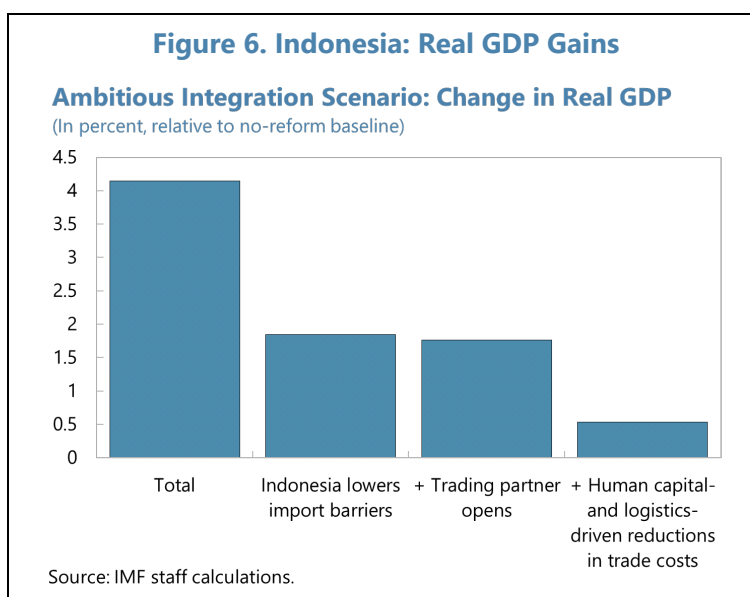 Figure 6. Indonesia: Real GDP Gains
Ambitious Integration Scenario: Change in Real GDP
(In percent, relative to no-reform baseline)
4.5
4
3.5
3
2.5
2
1.5
1
0.5
0
Total
Indonesia lowers
import barriers
+ Trading partner
opens
+ Human capital-
and logistics-
driven reductions
in trade costs
Source: IMF staff calculations.